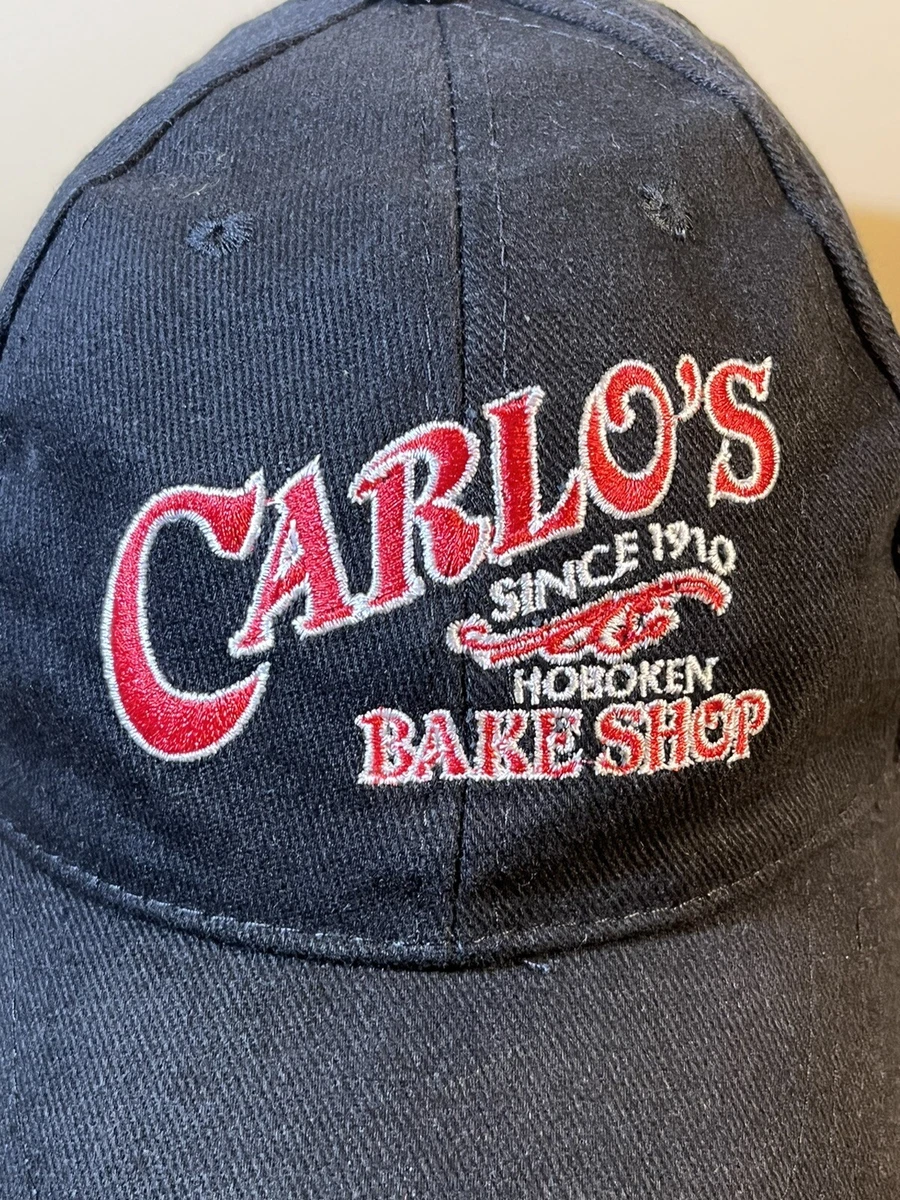 CARLO'S
SINCE 1910
HOBOKEN
BAKE SHOP